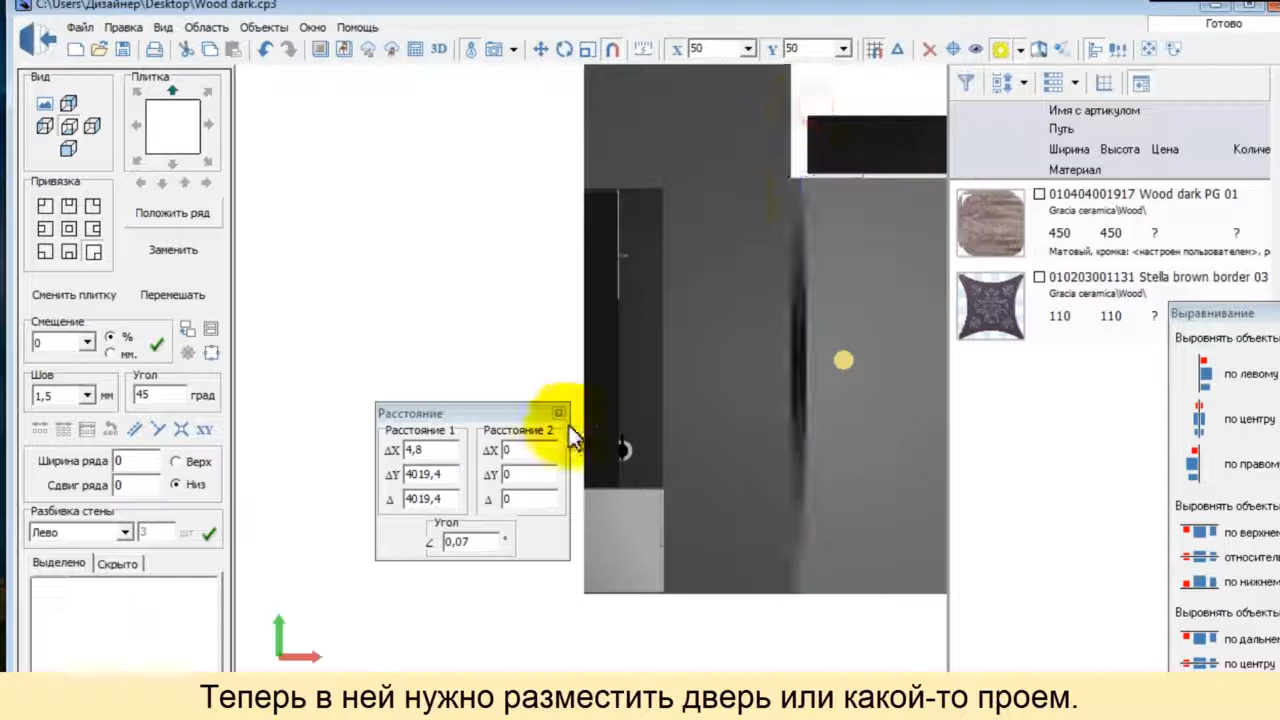 C:\Users\Дизайнер\Desktop\Wood dark.cp3
Файл Правка Вид Область Объекты Окно Помощь
Готово
3D X 50 Y 50
Вид
Плитка
Привязка
Положить ряд
Заменить
Сменить плитку Перемешать
Смещение
0 % мм.
Шов Угол
1,5 мм 45 град
XY
Ширина ряда 0 Верх
Сдвиг ряда 0 Низ
Разбивка стены
Лево 3 шт
Выделено Скрыто
Расстояние
Расстояние 1 Расстояние 2
ΔX 4,8 ΔX 0
ΔY 4019,4 ΔY 0
Δ 4019,4 Δ 0
Угол
∠ 0,07 °
Имя с артикулом
Путь
Ширина Высота Цена Количе
Материал
010404001917 Wood dark PG 01
Gracia ceramica\Wood\
450 450 ? ?
Матовый, кромка: <настроен пользователем>, р
010203001131 Stella brown border 03
Gracia ceramica\Wood\
110 110 ?
Выравнивание
Выровнять объекты
по левому
по центру
по правом
Выровнять объекты
по верхнем
относител
по нижнем
Выровнять объекты
по дальне
по центру
Теперь в ней нужно разместить дверь или какой-то проем.